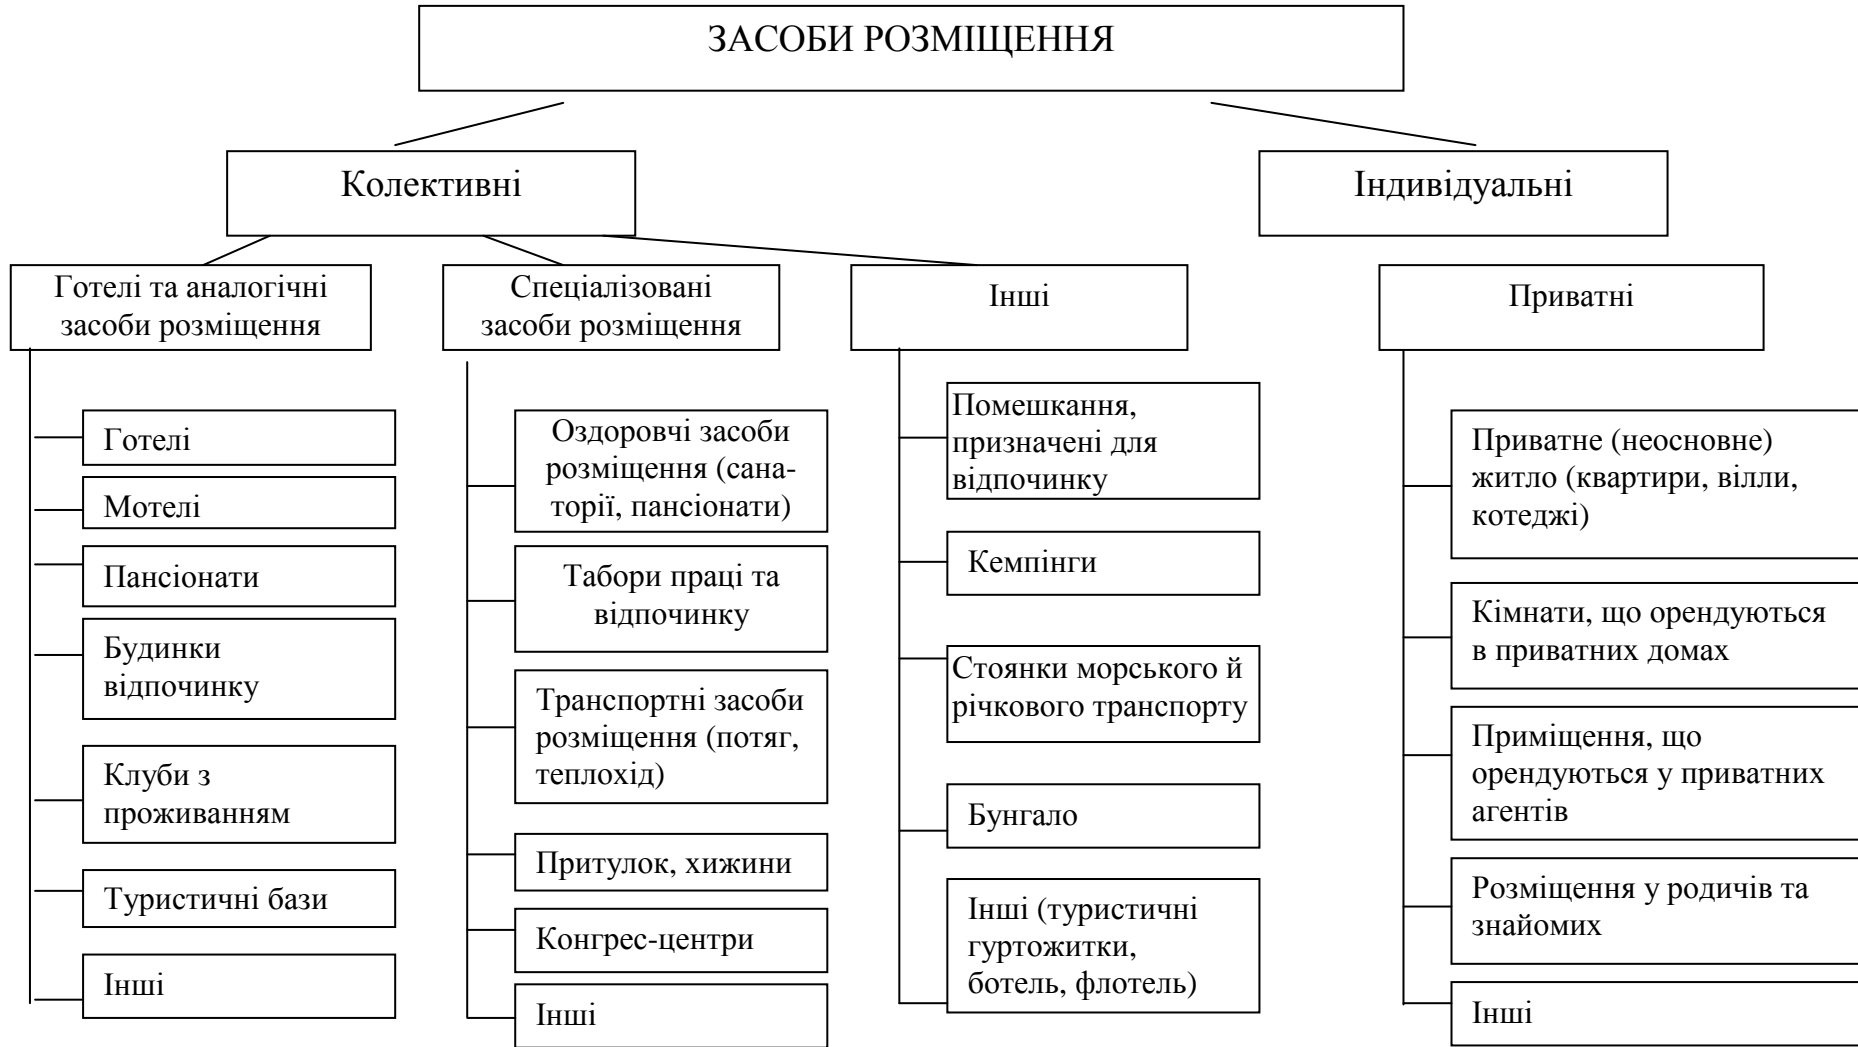 ЗАСОБИ РОЗМІЩЕННЯ
Колективні
Індивідуальні
Готелі та аналогічні
засоби розміщення
Спеціалізовані
засоби розміщення
Інші
Приватні
Готелі
Мотелі
Пансіонати
Будинки
відпочинку
Клуби з
проживанням
Туристичні бази
Інші
Оздоровчі засоби
розміщення (сана-
торії, пансіонати)
Табори праці та
відпочинку
Транспортні засоби
розміщення (потяг,
теплохід)
Притулок, хижини
Конгрес-центри
Інші
Помешкання,
призначені для
відпочинку
Кемпінги
Стоянки морського й
річкового транспорту
Бунгало
Інші (туристичні
гуртожитки,
ботель, флотель)
Приватне (неосновне)
житло (квартири, вілли,
котеджі)
Кімнати, що орендуються
в приватних домах
Приміщення, що
орендуються у приватних
агентів
Розміщення у родичів та
знайомих
Інші